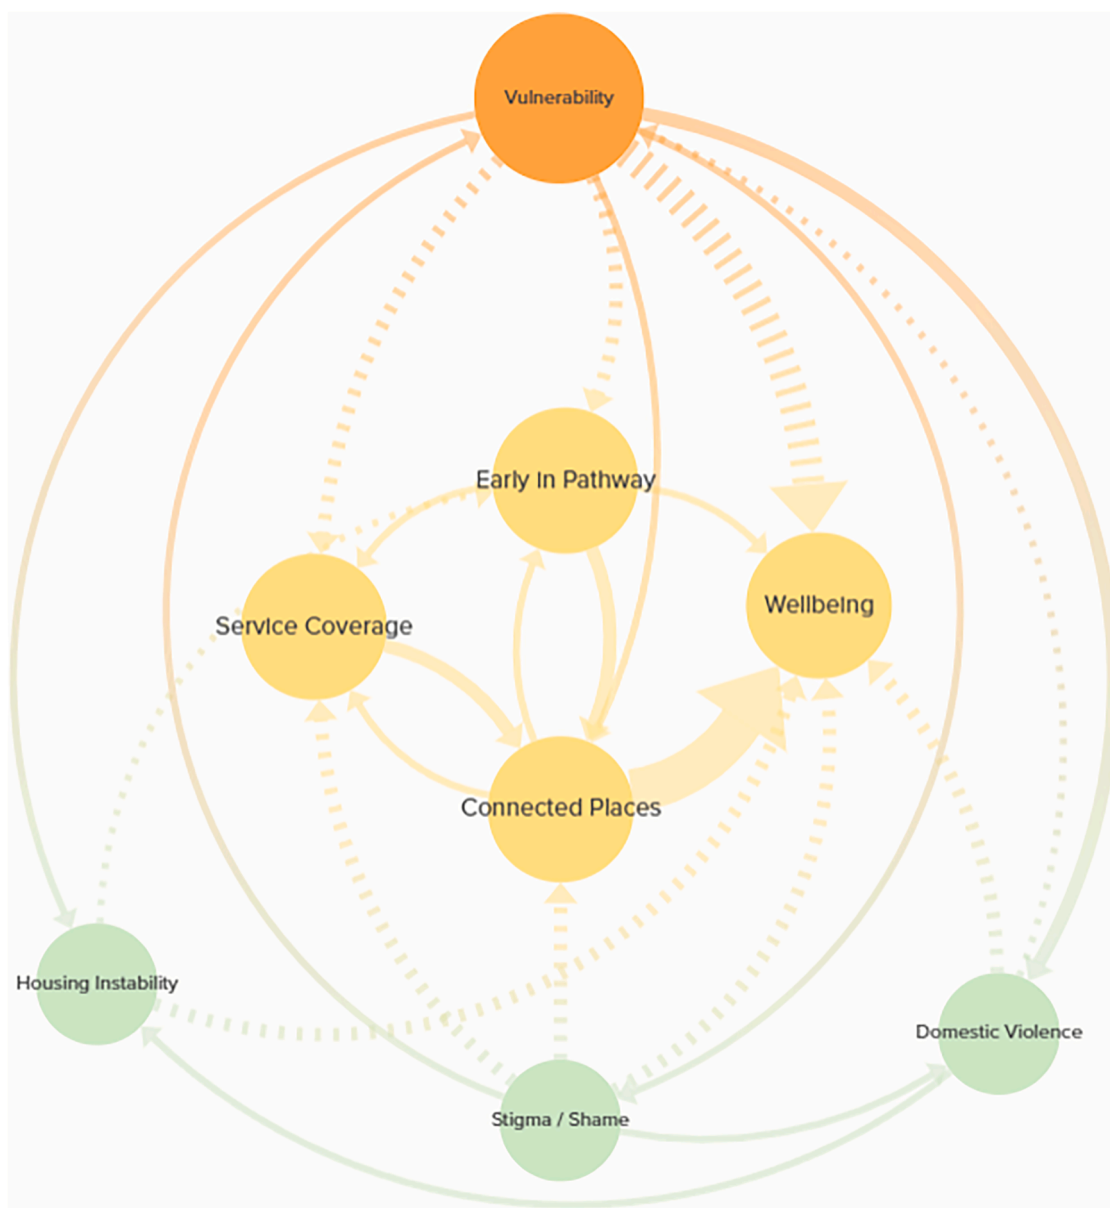 Vulnerability
Early in Pathway
Wellbeing
Service Coverage
Connected Places
Housing Instability
Domestic Violence
Stigma / Shame